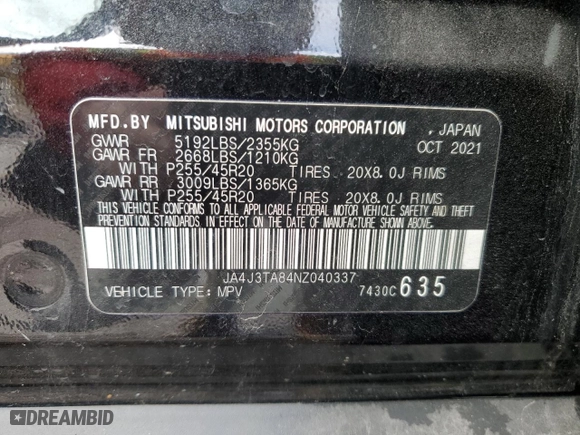 MFD.BY MITSUBISHI MOTORS CORPORATION , JAPAN
GVWR 5192LBS/2355KG OCT 2021
GAWR FR 2668LBS/1210KG
WITH P255/45R20 TIRES. 20X8.0J RIMS
GAWR RR 3009LBS/1365KG
WITH P255/45R20 TIRES. 20X8.0J RIMS
THIS VEHICLE CONFORMS TO ALL APPLICABLE FEDERAL MOTOR VEHICLE SAFETY AND THEFT
PREVENTION STANDARDS IN EFFECT ON THE DATE OF MANUFACTURE SHOWN ABOVE.
JA4J3TA84NZ040337
VEHICLE TYPE: MPV 7430C635
DREAMBID